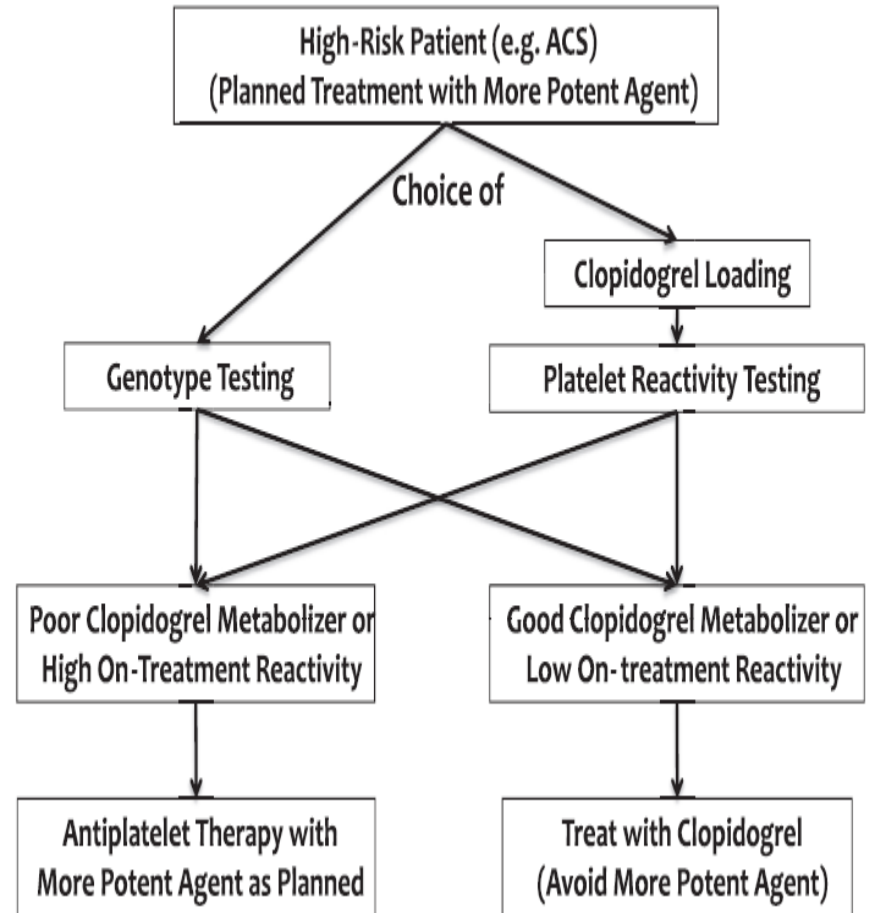 High-Risk Patient (e.g. ACS)
(Planned Treatment with More Potent Agent)
Choice of
Clopidogrel Loading
Genotype Testing
Platelet Reactivity Testing
Poor Clopidogrel Metabolizer or
High On-Treatment Reactivity
Good Clopidogrel Metabolizer or
Low On-treatment Reactivity
Antiplatelet Therapy with
More Potent Agent as Planned
Treat with Clopidogrel
(Avoid More Potent Agent)